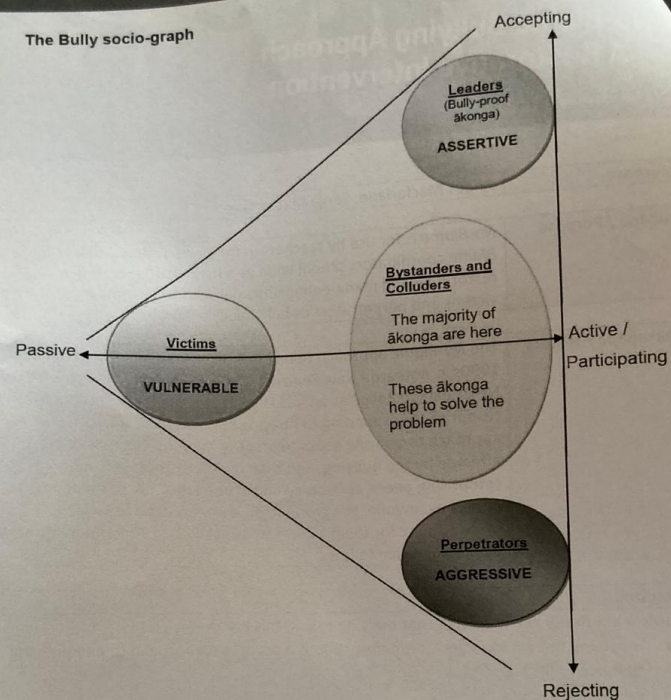 The Bully socio-graph
Accepting
Leaders
(Bully-proof
ākonga)
ASSERTIVE
Bystanders and
Colluders
The majority of
ākonga are here
These ākonga
help to solve the
problem
Passive
Victims
VULNERABLE
Active /
Participating
Perpetrators
AGGRESSIVE
Rejecting